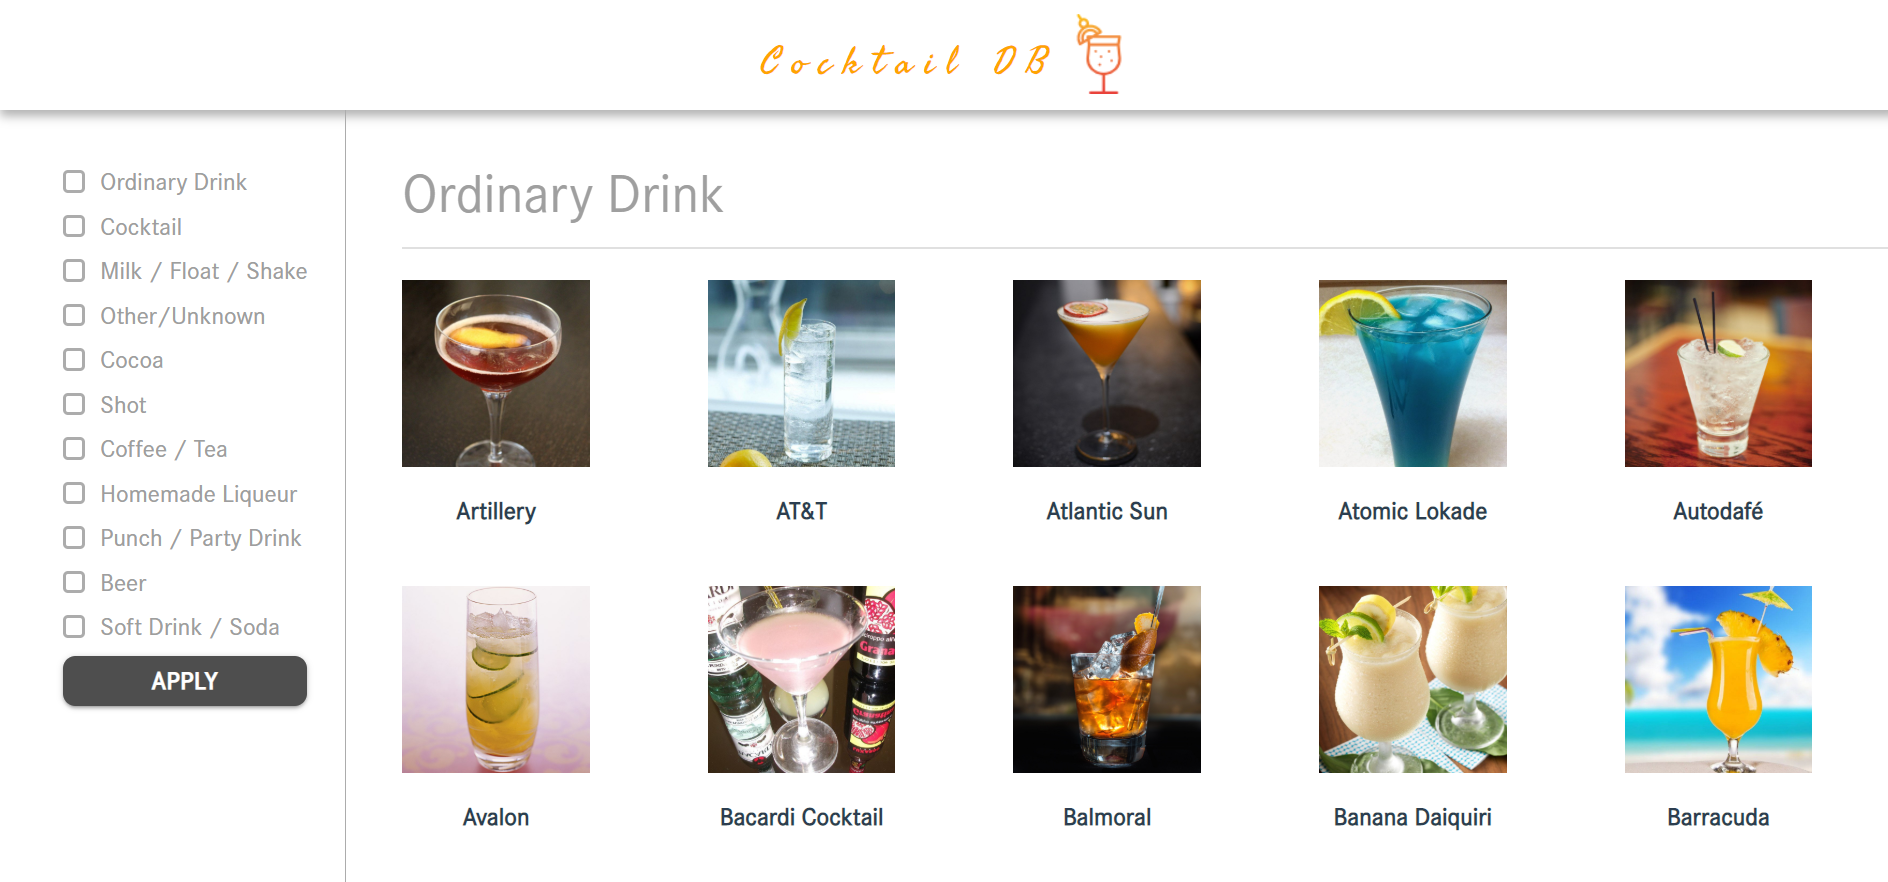 Cocktail DB
Ordinary Drink
Cocktail
Milk / Float / Shake
Other/Unknown
Cocoa
Shot
Coffee / Tea
Homemade Liqueur
Punch / Party Drink
Beer
Soft Drink / Soda
APPLY
Ordinary Drink
Artillery
AT&T
Atlantic Sun
Atomic Lokade
Autodafé
Avalon
Bacardi Cocktail
Balmoral
Banana Daiquiri
Barracuda